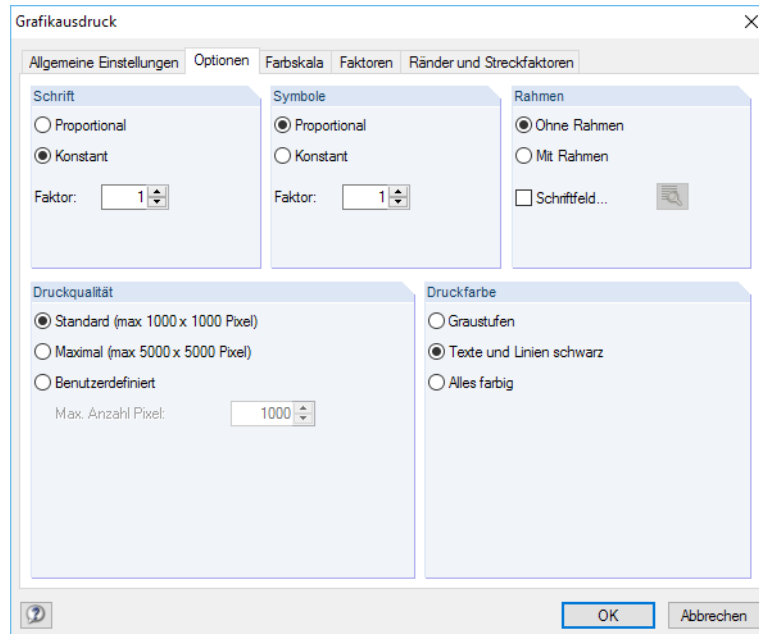 Grafikausdruck
Allgemeine Einstellungen Optionen Farbskala Faktoren Ränder und Streckfaktoren
Schrift
Proportional
Konstant
Faktor: 1
Symbole
Proportional
Konstant
Faktor: 1
Rahmen
Ohne Rahmen
Mit Rahmen
Schriftfeld...
Druckqualität
Standard (max 1000 x 1000 Pixel)
Maximal (max 5000 x 5000 Pixel)
Benutzerdefiniert
Max. Anzahl Pixel: 1000
Druckfarbe
Graustufen
Texte und Linien schwarz
Alles farbig
OK Abbrechen